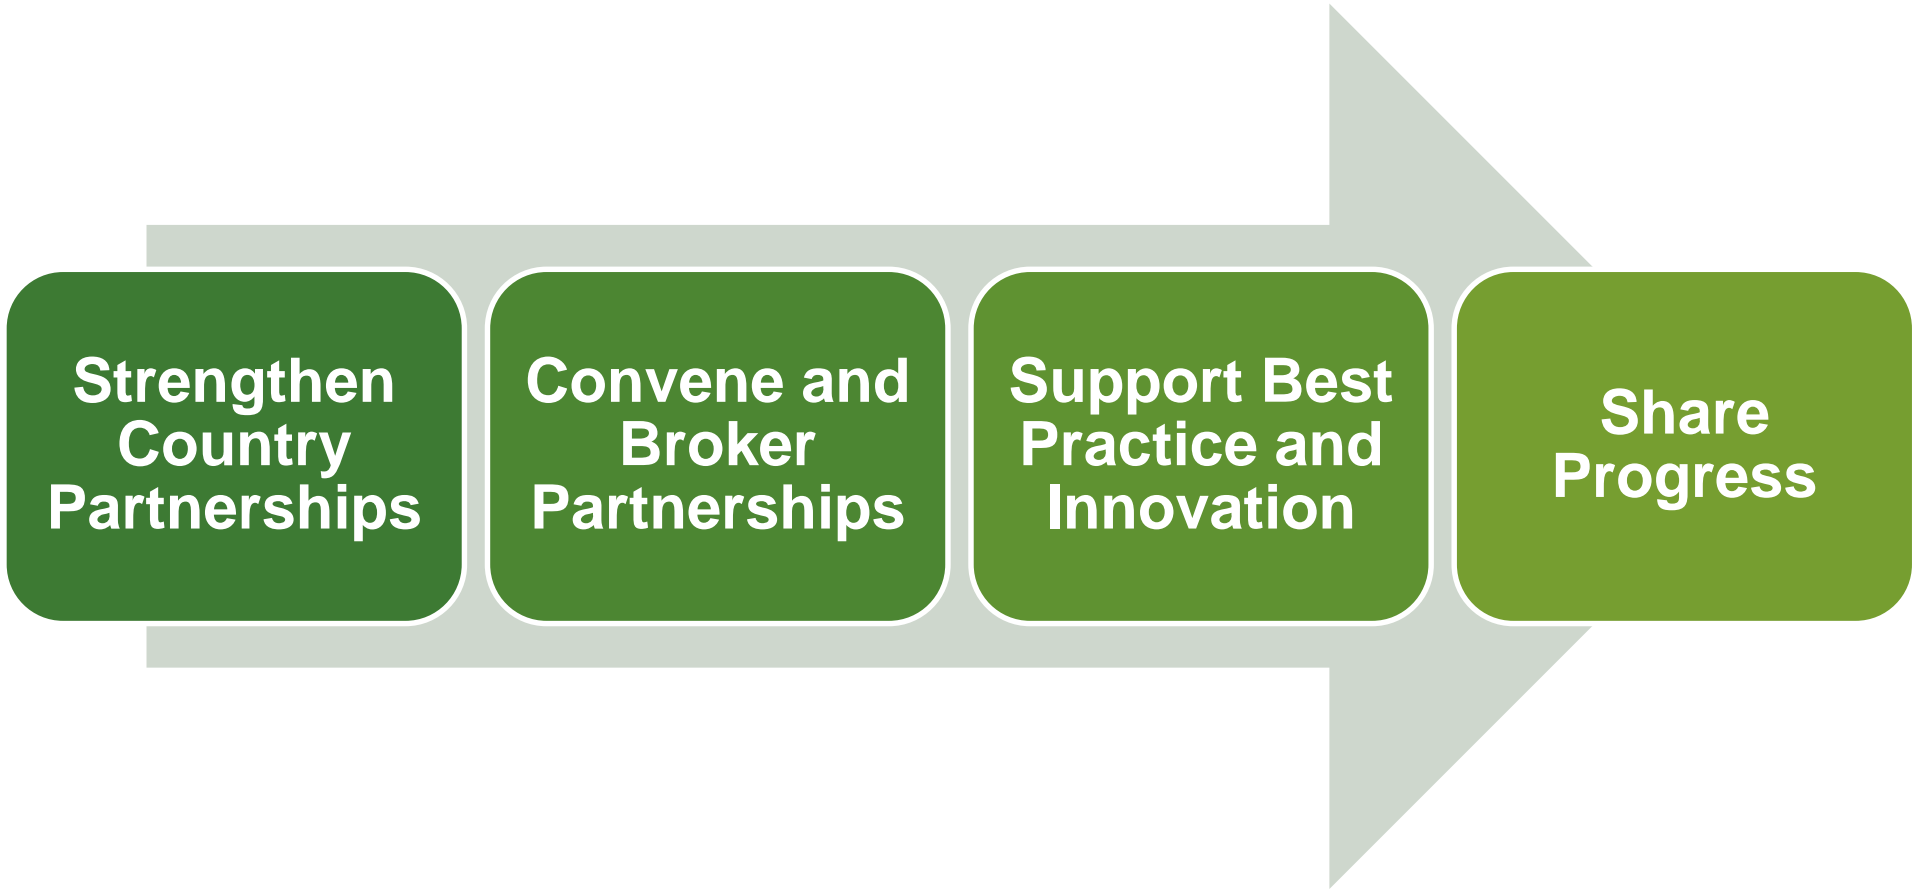 Strengthen
Country
Partnerships
Convene and
Broker
Partnerships
Support Best
Practice and
Innovation
Share
Progress